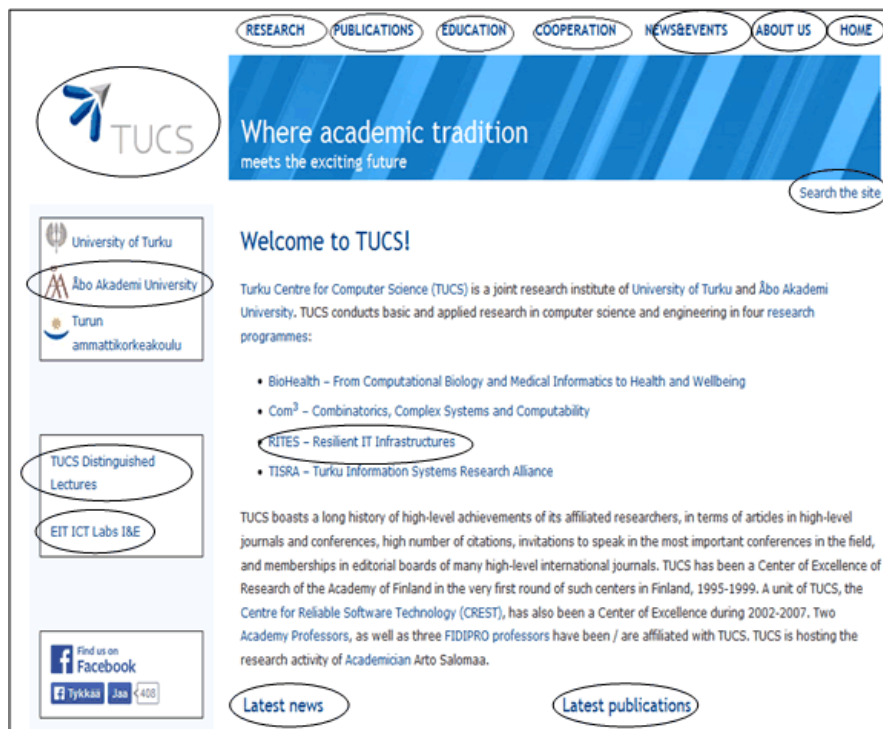 RESEARCH PUBLICATIONS EDUCATION COOPERATION NEWS&EVENTS ABOUT US HOME
TUCS
Where academic tradition
meets the exciting future
Search the site
University of Turku
Åbo Akademi University
Turun
ammattikorkeakoulu
TUCS Distinguished
Lectures
EIT ICT Labs I&E
Find us on
Facebook
Tykkää Jaa 408
Welcome to TUCS!
Turku Centre for Computer Science (TUCS) is a joint research institute of University of Turku and Åbo Akademi
University. TUCS conducts basic and applied research in computer science and engineering in four research
programmes:
• BioHealth – From Computational Biology and Medical Informatics to Health and Wellbeing
• Com³ – Combinatorics, Complex Systems and Computability
• RITES – Resilient IT Infrastructures
• TISRA – Turku Information Systems Research Alliance
TUCS boasts a long history of high-level achievements of its affiliated researchers, in terms of articles in high-level
journals and conferences, high number of citations, invitations to speak in the most important conferences in the field,
and memberships in editorial boards of many high-level international journals. TUCS has been a Center of Excellence of
Research of the Academy of Finland in the very first round of such centers in Finland, 1995-1999. A unit of TUCS, the
Centre for Reliable Software Technology (CREST), has also been a Center of Excellence during 2002-2007. Two
Academy Professors, as well as three FIDIPRO professors have been / are affiliated with TUCS. TUCS is hosting the
research activity of Academician Arto Salomaa.
Latest news Latest publications